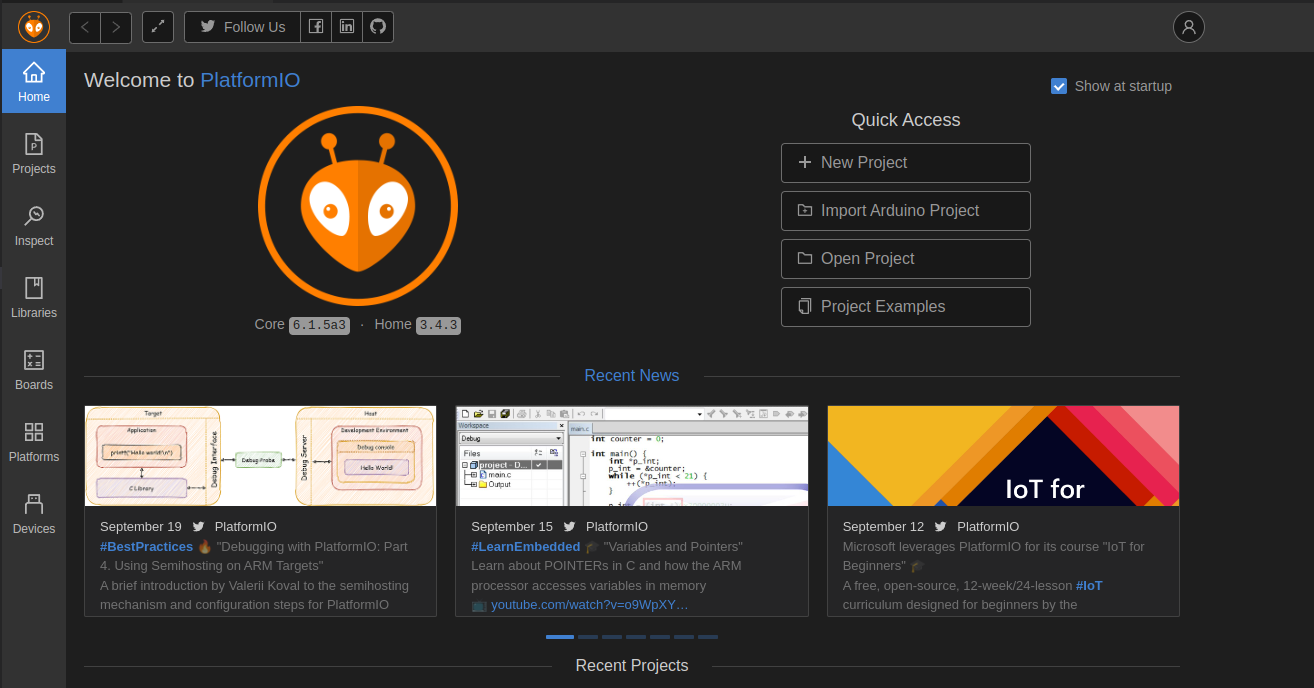 Follow Us
Home
Projects
Inspect
Libraries
Boards
Platforms
Devices
Welcome to PlatformIO
Show at startup
Core 6.1.5a3 · Home 3.4.3
Quick Access
New Project
Import Arduino Project
Open Project
Project Examples
Recent News
Target
Host
Application
printf("Hello world!\n")
C Library
Debug Interface
Debug Probe
Debug Server
Development Environment
Debug console
Hello World!
September 19 PlatformIO
#BestPractices 🔥 "Debugging with PlatformIO: Part
4. Using Semihosting on ARM Targets"
A brief introduction by Valerii Koval to the semihosting
mechanism and configuration steps for PlatformIO
Workspace
Debug
Files
project - D...
main.c
Output
main.c
int counter = 0;
int main() {
int *p_int;
p_int = &counter;
while (*p_int < 21) {
++(*p_int);
}
September 15 PlatformIO
#LearnEmbedded 🎓 "Variables and Pointers"
Learn about POINTERs in C and how the ARM
processor accesses variables in memory
📺 youtube.com/watch?v=o9WpXY…
IoT for
September 12 PlatformIO
Microsoft leverages PlatformIO for its course "IoT for
Beginners" 🎓
A free, open-source, 12-week/24-lesson #IoT
curriculum designed for beginners by the
Recent Projects